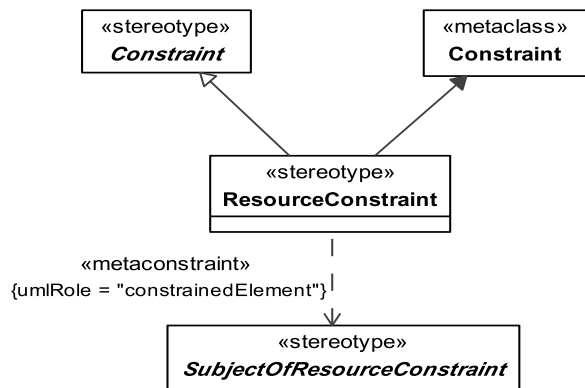 «stereotype»
Constraint
«metaclass»
Constraint
«stereotype»
ResourceConstraint
«metaconstraint»
{umlRole = "constrainedElement"}
«stereotype»
SubjectOfResourceConstraint